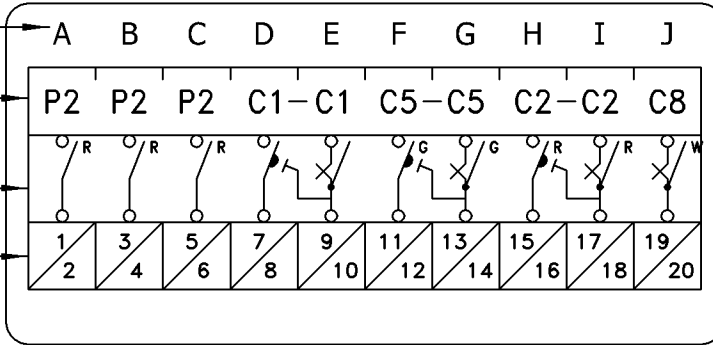 A B C D E F G H I J
P2 P2 P2 C1-C1 C5-C5 C2-C2 C8
R R R G G R R W
1 3 5 7 9 11 13 15 17 19
2 4 6 8 10 12 14 16 18 20